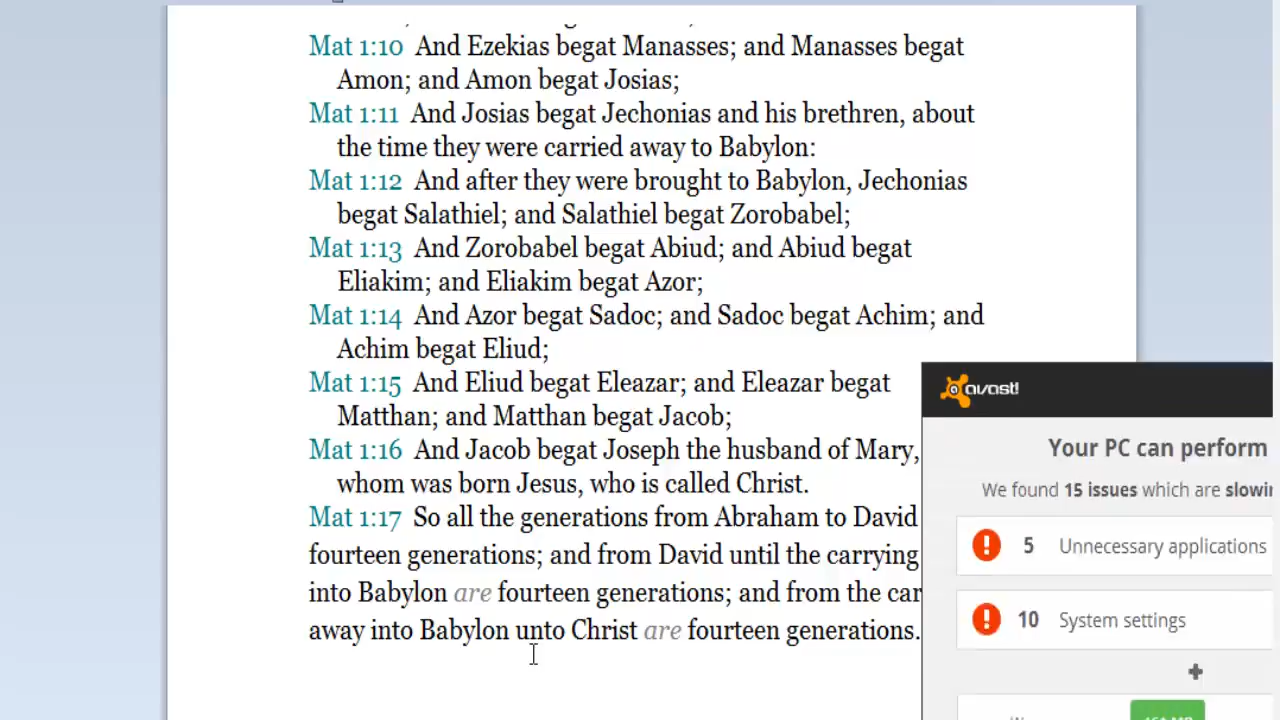 Mat 1:10 And Ezekias begat Manasses; and Manasses begat
Amon; and Amon begat Josias;
Mat 1:11 And Josias begat Jechonias and his brethren, about
the time they were carried away to Babylon:
Mat 1:12 And after they were brought to Babylon, Jechonias
begat Salathiel; and Salathiel begat Zorobabel;
Mat 1:13 And Zorobabel begat Abiud; and Abiud begat
Eliakim; and Eliakim begat Azor;
Mat 1:14 And Azor begat Sadoc; and Sadoc begat Achim; and
Achim begat Eliud;
Mat 1:15 And Eliud begat Eleazar; and Eleazar begat
Matthan; and Matthan begat Jacob;
Mat 1:16 And Jacob begat Joseph the husband of Mary,
whom was born Jesus, who is called Christ.
Mat 1:17 So all the generations from Abraham to David
fourteen generations; and from David until the carrying
into Babylon are fourteen generations; and from the car
away into Babylon unto Christ are fourteen generations.
avast!
Your PC can perform
We found 15 issues which are slowin
5 Unnecessary applications
10 System settings